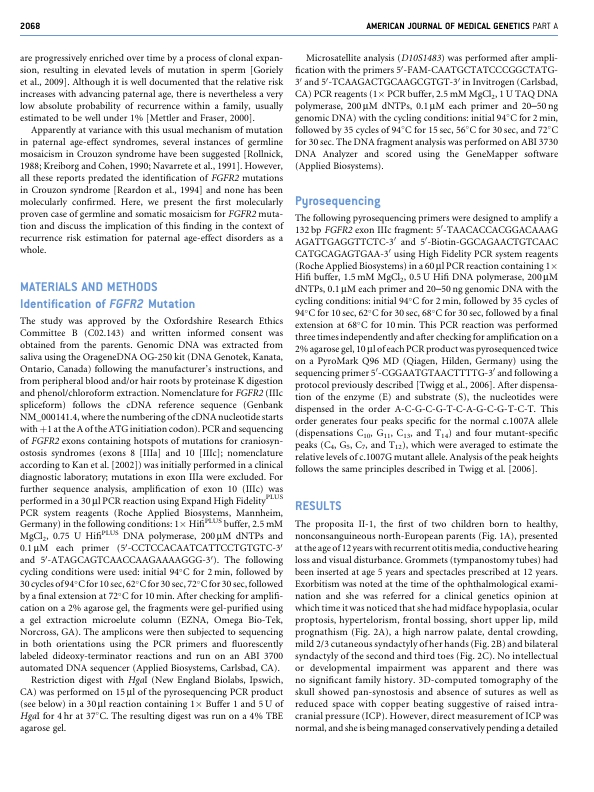 2068
AMERICAN JOURNAL OF MEDICAL GENETICS PART A
are progressively enriched over time by a process of clonal expan-
sion, resulting in elevated levels of mutation in sperm [Goriely
et al., 2009]. Although it is well documented that the relative risk
increases with advancing paternal age, there is nevertheless a very
low absolute probability of recurrence within a family, usually
estimated to be well under 1% [Mettler and Fraser, 2000].
Apparently at variance with this usual mechanism of mutation
in paternal age-effect syndromes, several instances of germline
mosaicism in Crouzon syndrome have been suggested [Rollnick,
1988; Kreiborg and Cohen, 1990; Navarrete et al., 1991]. However,
all these reports predated the identification of FGFR2 mutations
in Crouzon syndrome [Reardon et al., 1994] and none has been
molecularly confirmed. Here, we present the first molecularly
proven case of germline and somatic mosaicism for FGFR2 muta-
tion and discuss the implication of this finding in the context of
recurrence risk estimation for paternal age-effect disorders as a
whole.
MATERIALS AND METHODS
Identification of FGFR2 Mutation
The study was approved by the Oxfordshire Research Ethics
Committee B (C02.143) and written informed consent was
obtained from the parents. Genomic DNA was extracted from
saliva using the OrageneDNA OG-250 kit (DNA Genotek, Kanata,
Ontario, Canada) following the manufacturer's instructions, and
from peripheral blood and/or hair roots by proteinase K digestion
and phenol/chloroform extraction. Nomenclature for FGFR2 (IIIc
spliceform) follows the cDNA reference sequence (Genbank
NM_000141.4, where the numbering of the cDNA nucleotide starts
with +1 at the A of the ATG initiation codon). PCR and sequencing
of FGFR2 exons containing hotspots of mutations for craniosyn-
ostosis syndromes (exons 8 [IIIa] and 10 [IIIc]; nomenclature
according to Kan et al. [2002]) was initially performed in a clinical
diagnostic laboratory; mutations in exon IIIa were excluded. For
further sequence analysis, amplification of exon 10 (IIIc) was
performed in a 30 µl PCR reaction using Expand High FidelityPLUS
PCR system reagents (Roche Applied Biosystems, Mannheim,
Germany) in the following conditions: 1× HifiPLUS buffer, 2.5 mM
MgCl2, 0.75 U HifiPLUS DNA polymerase, 200 µM dNTPs and
0.1 µM each primer (5′-CCTCCACAATCATTCCTGTGTC-3′
and 5′-ATAGCAGTCAACCAAGAAAGGG-3′). The following
cycling conditions were used: initial 94°C for 2 min, followed by
30 cycles of 94°C for 10 sec, 62°C for 30 sec, 72°C for 30 sec, followed
by a final extension at 72°C for 10 min. After checking for amplifi-
cation on a 2% agarose gel, the fragments were gel-purified using
a gel extraction microelute column (EZNA, Omega Bio-Tek,
Norcross, GA). The amplicons were then subjected to sequencing
in both orientations using the PCR primers and fluorescently
labeled dideoxy-terminator reactions and run on an ABI 3700
automated DNA sequencer (Applied Biosystems, Carlsbad, CA).
Restriction digest with HgaI (New England Biolabs, Ipswich,
CA) was performed on 15 µl of the pyrosequencing PCR product
(see below) in a 30 µl reaction containing 1× Buffer 1 and 5 U of
HgaI for 4 hr at 37°C. The resulting digest was run on a 4% TBE
agarose gel.
Microsatellite analysis (D10S1483) was performed after ampli-
fication with the primers 5′-FAM-CAATGCTATCCCGGCTATG-
3′ and 5′-TCAAGACTGCAAGCGTGT-3′ in Invitrogen (Carlsbad,
CA) PCR reagents (1× PCR buffer, 2.5 mM MgCl2, 1 U TAQ DNA
polymerase, 200 µM dNTPs, 0.1 µM each primer and 20–50 ng
genomic DNA) with the cycling conditions: initial 94°C for 2 min,
followed by 35 cycles of 94°C for 15 sec, 56°C for 30 sec, and 72°C
for 30 sec. The DNA fragment analysis was performed on ABI 3730
DNA Analyzer and scored using the GeneMapper software
(Applied Biosystems).
Pyrosequencing
The following pyrosequencing primers were designed to amplify a
132 bp FGFR2 exon IIIc fragment: 5′-TAACACCACGGACAAAG
AGATTGAGGTTCTC-3′ and 5′-Biotin-GGCAGAACTGTCAAC
CATGCAGAGTGAA-3′ using High Fidelity PCR system reagents
(Roche Applied Biosystems) in a 60 µl PCR reaction containing 1×
Hifi buffer, 1.5 mM MgCl2, 0.5 U Hifi DNA polymerase, 200 µM
dNTPs, 0.1 µM each primers and 20–50 ng genomic DNA with the
cycling conditions: initial 94°C for 2 min, followed by 35 cycles of
94°C for 10 sec, 62°C for 30 sec, 68°C for 30 sec, followed by a final
extension at 68°C for 10 min. This PCR reaction was performed
three times independently and after checking for amplification on a
2% agarose gel, 10 µl of each PCR product was pyrosequenced twice
on a PyroMark Q96 MD (Qiagen, Hilden, Germany) using the
sequencing primer 5′-CGGAATGTAACTTTTG-3′ and following a
protocol previously described [Twigg et al., 2006]. After dispensa-
tion of the enzyme (E) and substrate (S), the nucleotides were
dispensed in the order A-C-G-C-G-T-C-A-G-C-G-T-C-T. This
order generates four peaks specific for the normal c.1007A allele
(dispensations C10, G11, C13, and T14) and four mutant-specific
peaks (C4, G5, C7, and T12), which were averaged to estimate the
relative levels of c.1007G mutant allele. Analysis of the peak heights
follows the same principles described in Twigg et al. [2006].
RESULTS
The proposita II-1, the first of two children born to healthy,
nonconsanguineous north-European parents (Fig. 1A), presented
at the age of 12 years with recurrent otitis media, conductive hearing
loss and visual disturbance. Grommets (tympanostomy tubes) had
been inserted at age 5 years and spectacles prescribed at 12 years.
Exorbitism was noted at the time of the ophthalmological exami-
nation and she was referred for a clinical genetics opinion at
which time it was noticed that she had midface hypoplasia, ocular
proptosis, hypertelorism, frontal bossing, short upper lip, mild
prognathism (Fig. 2A), a high narrow palate, dental crowding,
mild 2/3 cutaneous syndactyly of her hands (Fig. 2B) and bilateral
syndactyly of the second and third toes (Fig. 2C). No intellectual
or developmental impairment was apparent and there was
no significant family history. 3D-computed tomography of the
skull showed pan-synostosis and absence of sutures as well as
reduced space with copper beating suggestive of raised intra-
cranial pressure (ICP). However, direct measurement of ICP was
normal, and she is being managed conservatively pending a detailed